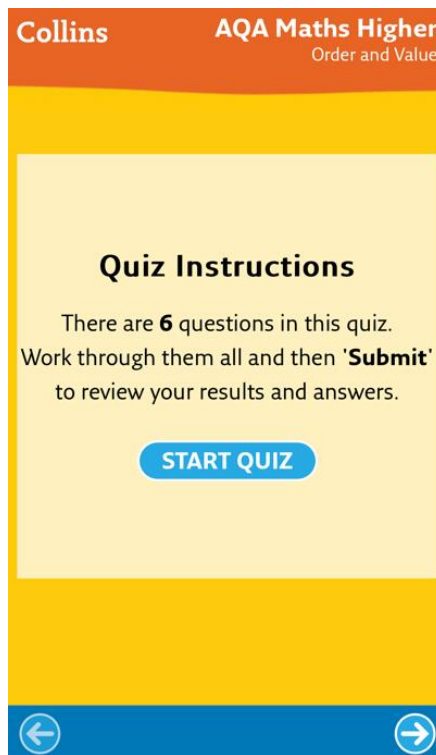 Collins
AQA Maths Higher
Order and Value
Quiz Instructions
There are 6 questions in this quiz.
Work through them all and then 'Submit'
to review your results and answers.
START QUIZ